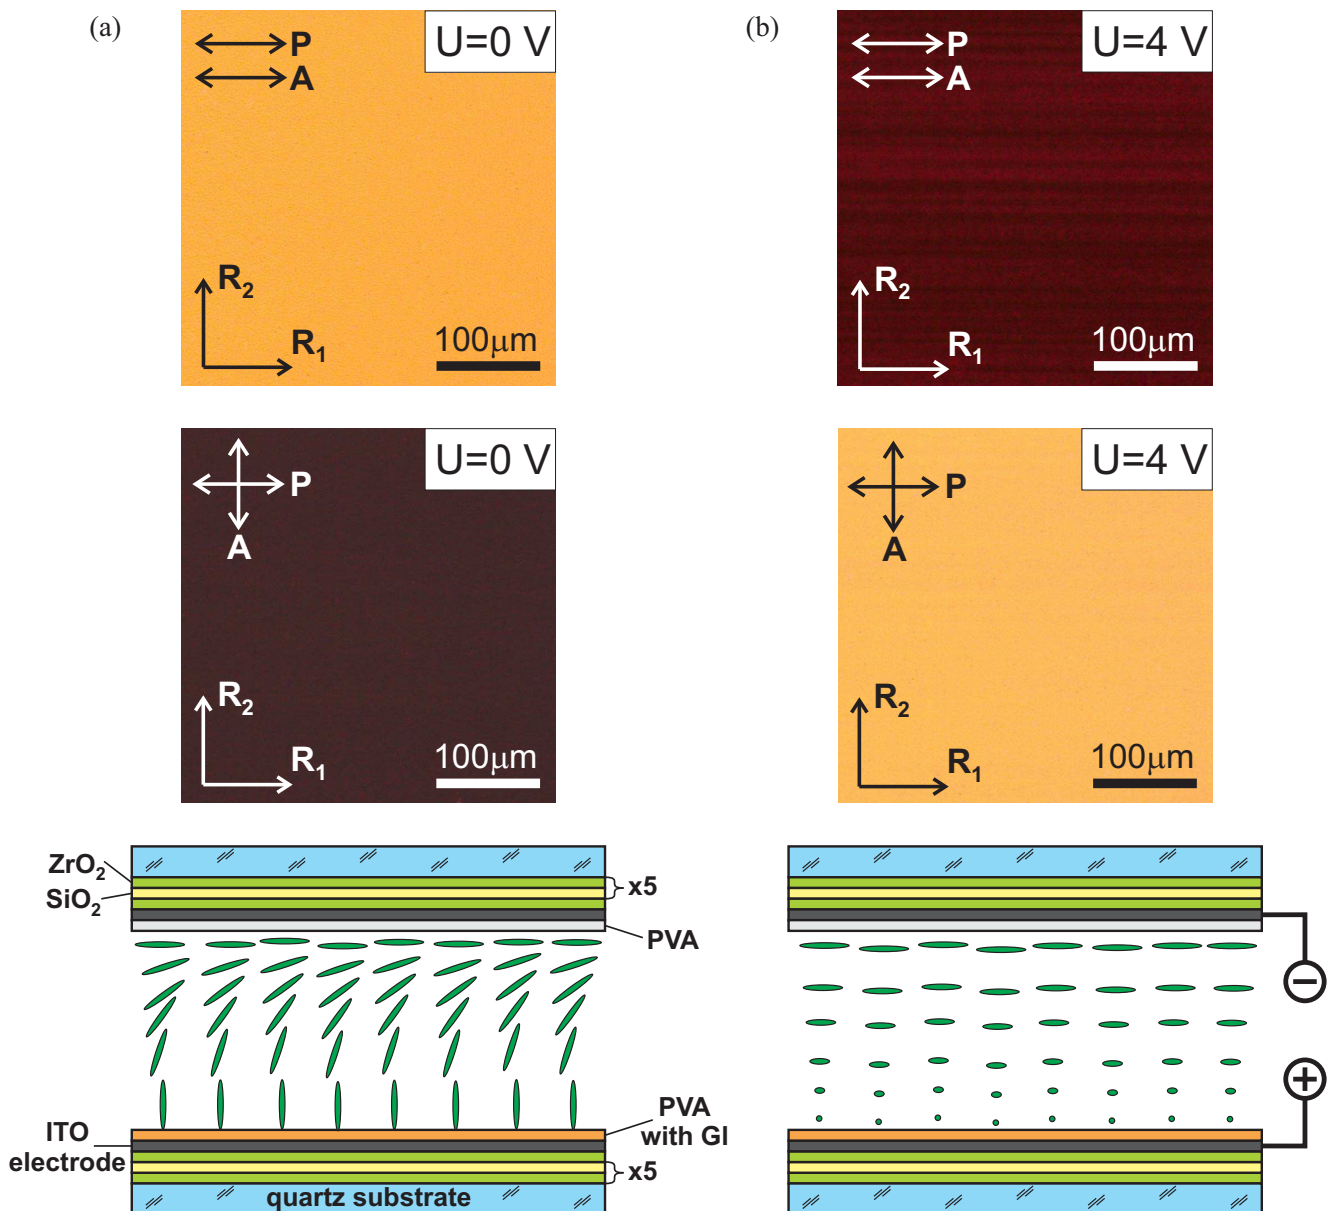 (a)
P
A
U=0 V
R2
R1
100μm
(b)
P
A
U=4 V
R2
R1
100μm
P
A
U=0 V
R2
R1
100μm
P
A
U=4 V
R2
R1
100μm
ZrO2
SiO2
x5
PVA
ITO
electrode
PVA
with Gl
x5
quartz substrate
−
+